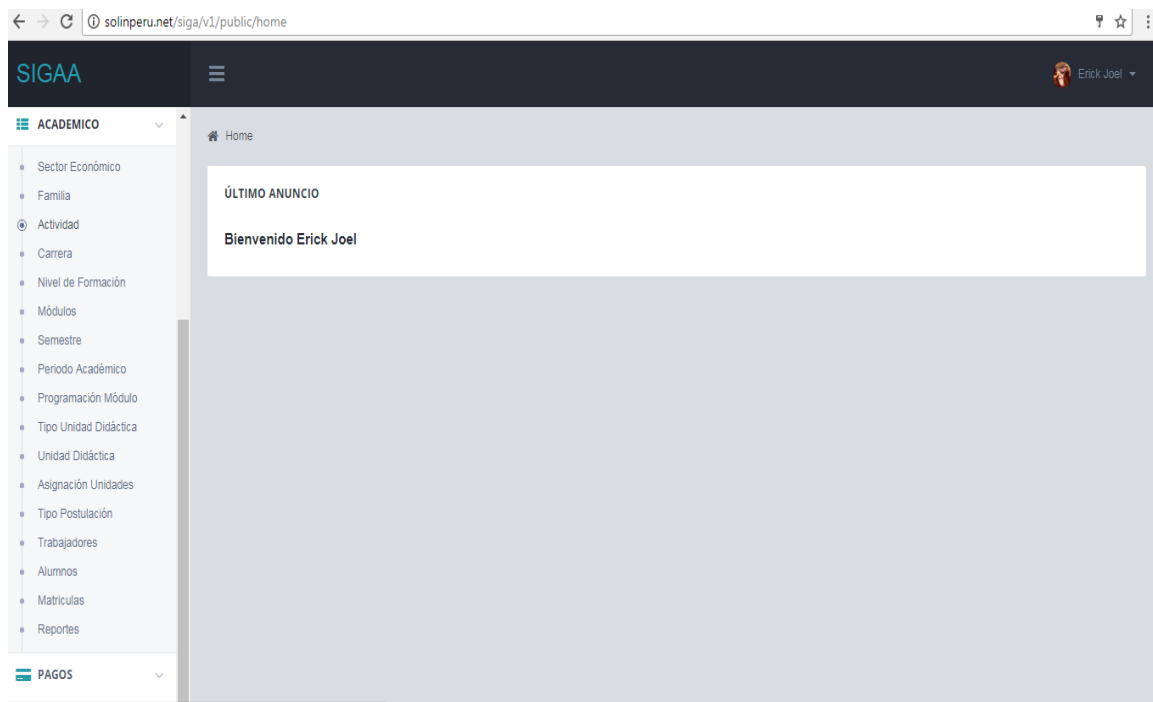 solinperu.net/siga/v1/public/home
SIGAA
Erick Joel
ACADEMICO
Sector Económico
Familia
Actividad
Carrera
Nivel de Formación
Módulos
Semestre
Periodo Académico
Programación Módulo
Tipo Unidad Didáctica
Unidad Didáctica
Asignación Unidades
Tipo Postulación
Trabajadores
Alumnos
Matriculas
Reportes
PAGOS
Home
ÚLTIMO ANUNCIO
Bienvenido Erick Joel